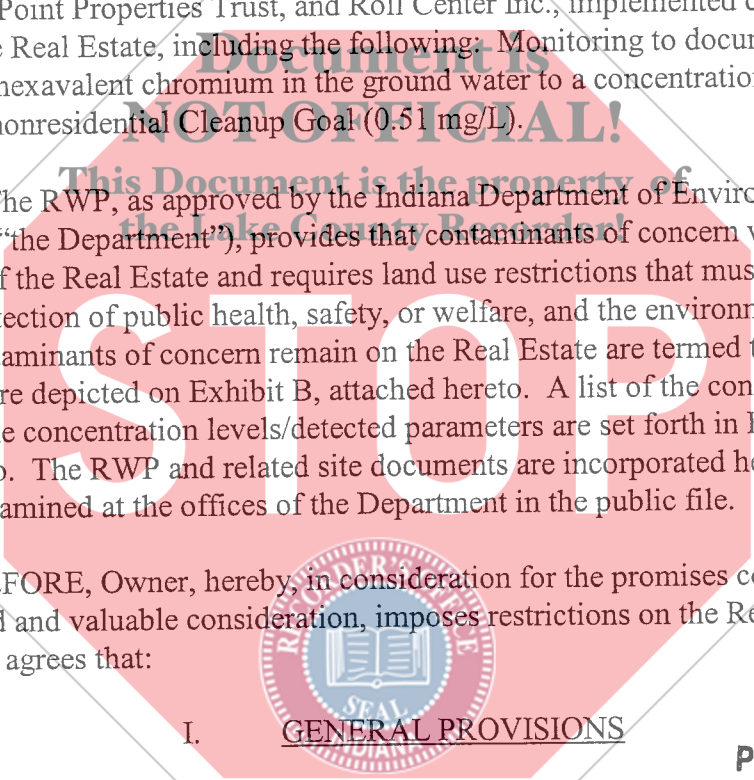 Point Properties Trust, and Roll Center Inc., implemented
Real Estate, including the following: Monitoring to docum
hexavalent chromium in the ground water to a concentration
nonresidential Cleanup Goal (0.51 mg/L).
Document is
NOT OFFICIAL!
This Document is the property of
the Lake County Recorder!
The RWP, as approved by the Indiana Department of Enviro
"the Department"), provides that contaminants of concern
f the Real Estate and requires land use restrictions that mus
tection of public health, safety, or welfare, and the environm
aminants of concern remain on the Real Estate are termed t
re depicted on Exhibit B, attached hereto. A list of the con
e concentration levels/detected parameters are set forth in
o. The RWP and related site documents are incorporated he
amined at the offices of the Department in the public file.
STOP
FORE, Owner, hereby, in consideration for the promises co
d and valuable consideration, imposes restrictions on the Re
agrees that:
SEAL
INDIANA
I. GENERAL PROVISIONS
P